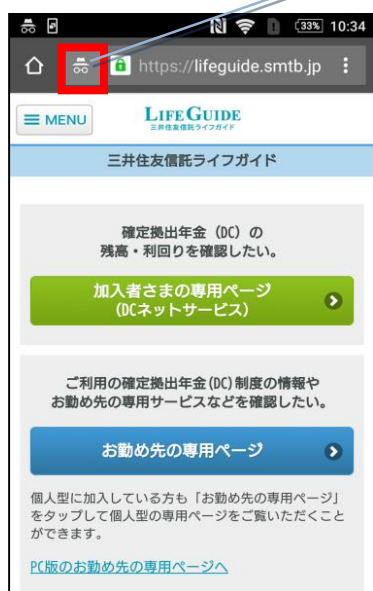 33% 10:34
https://lifeguide.smtb.jp
MENU
LIFE GUIDE
三井住友信託ライフガイド
三井住友信託ライフガイド
確定拠出年金（DC）の
残高・利回りを確認したい。
加入者さまの専用ページ
（DCネットサービス）
ご利用の確定拠出年金(DC)制度の情報や
お勤め先の専用サービスなどを確認したい。
お勤め先の専用ページ
個人型に加入している方も「お勤め先の専用ページ」
をタップして個人型の専用ページをご覧いただくこと
ができます。
PC版のお勤め先の専用ページへ